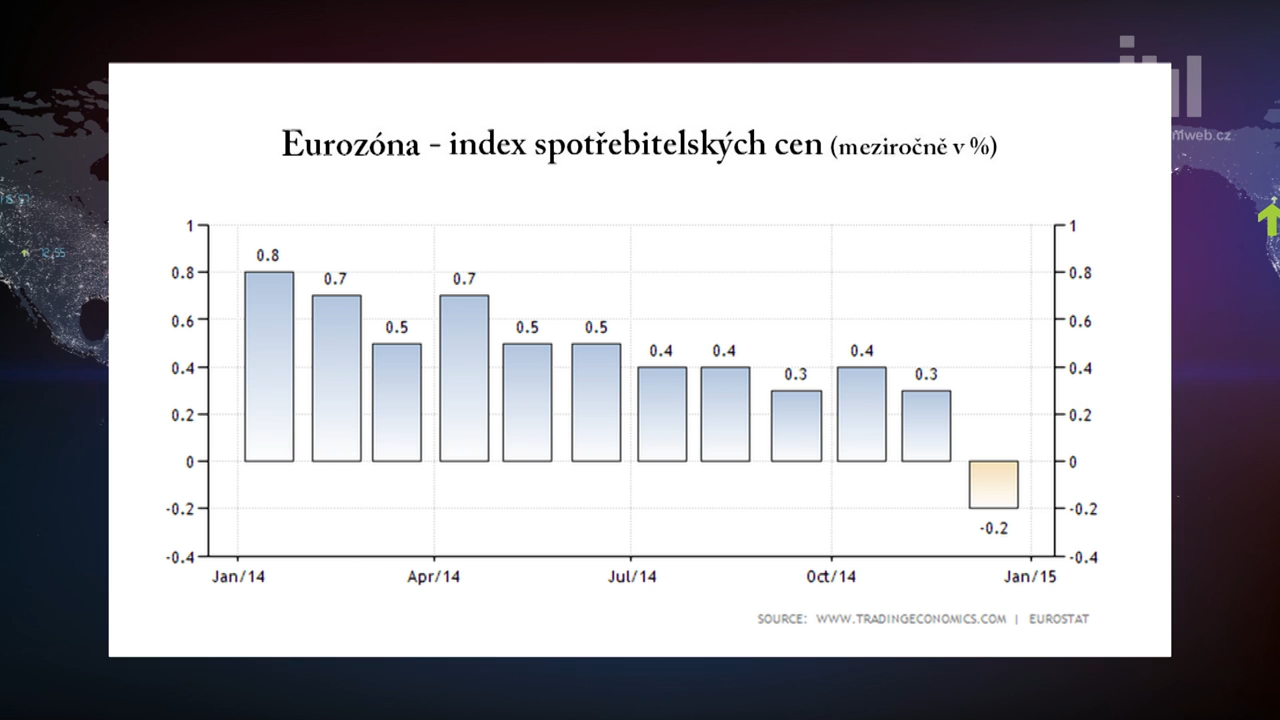 Eurozóna - index spotřebitelských cen (meziročně v %)
1 1
0.8 0.8
0.6 0.6
0.4 0.4
0.2 0.2
0 0
-0.2 -0.2
-0.4 -0.4
0.8 0.7 0.5 0.7 0.5 0.5 0.4 0.4 0.3 0.4 0.3 -0.2
Jan/14 Apr/14 Jul/14 Oct/14 Jan/15
SOURCE: WWW.TRADINGECONOMICS.COM | EUROSTAT